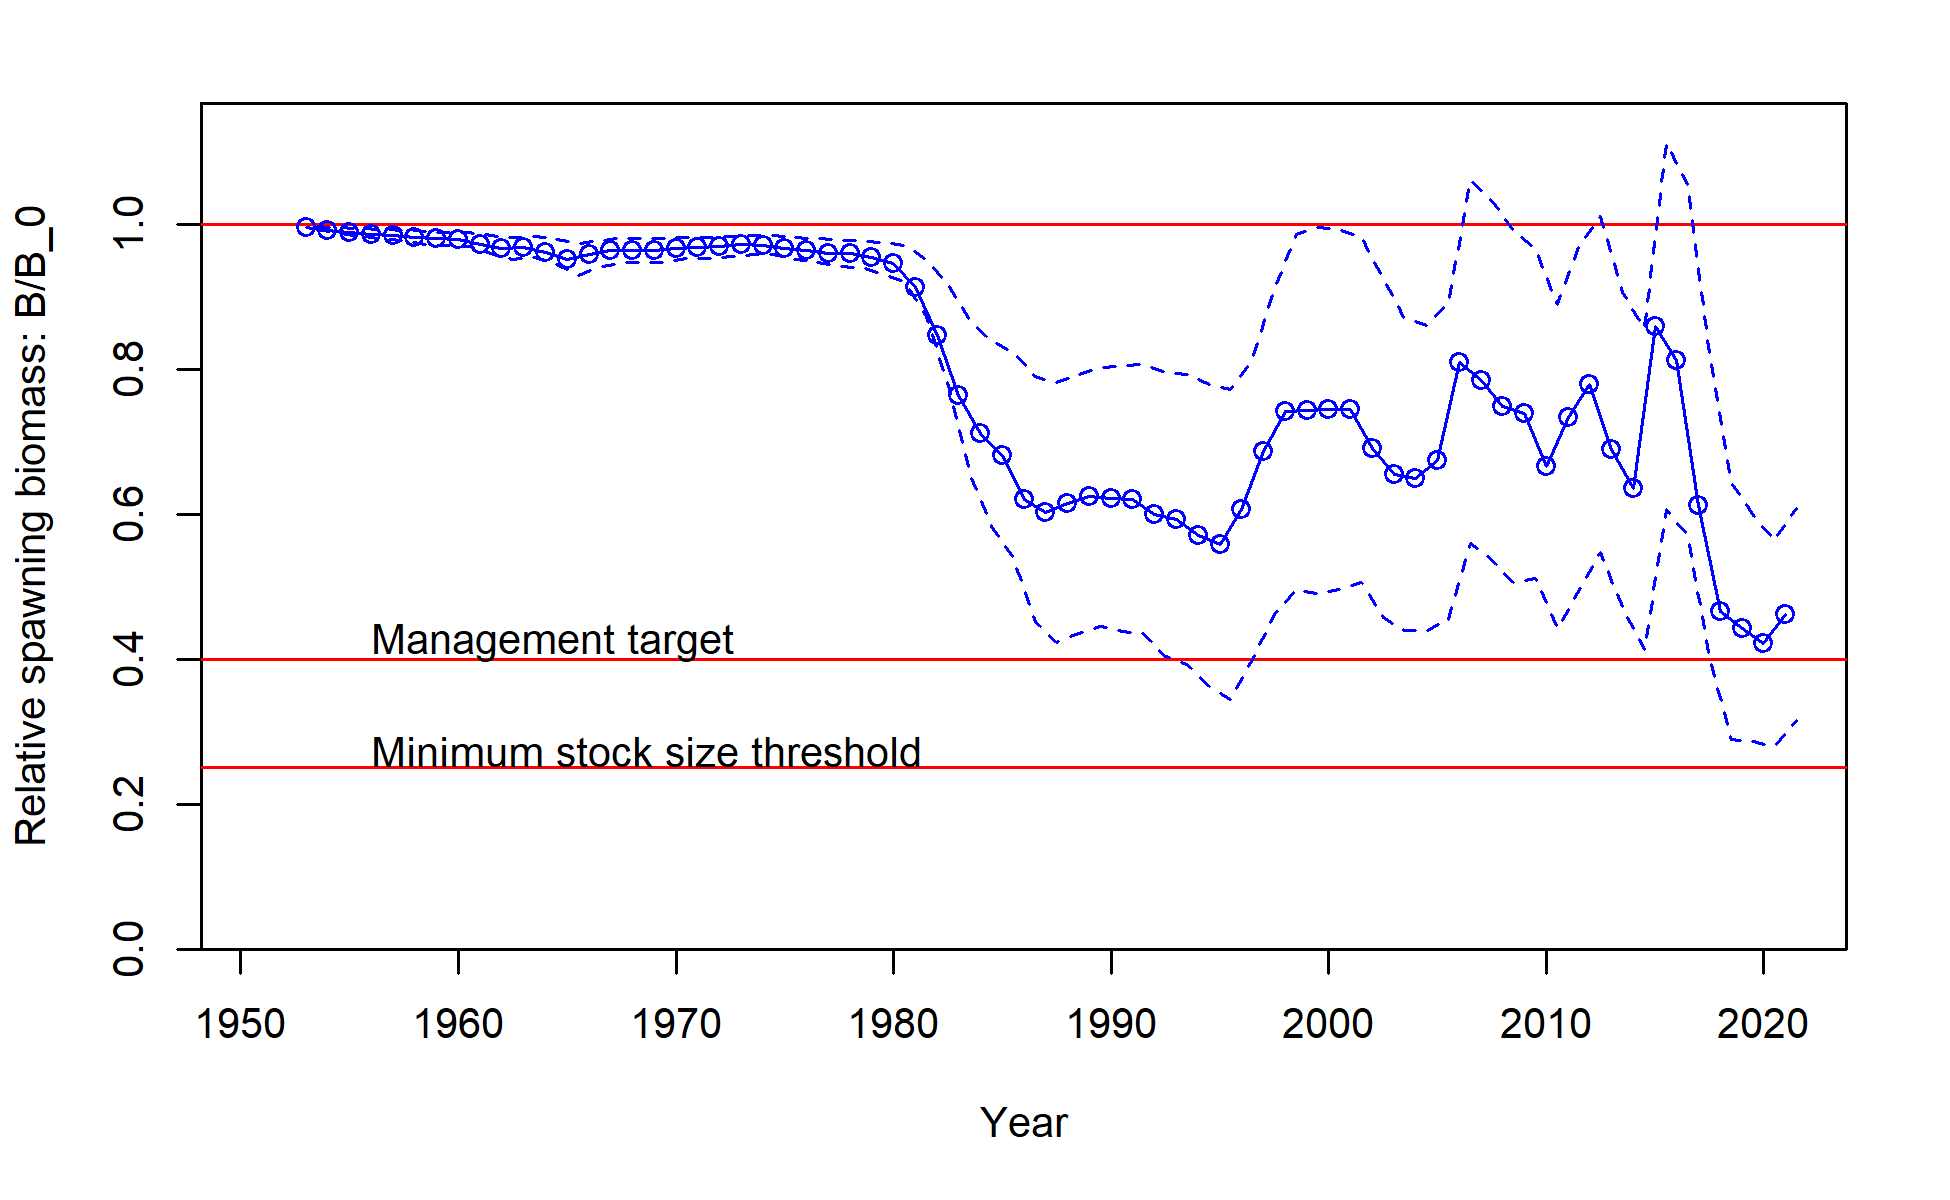 Relative spawning biomass: B/B_0
1.0
0.8
0.6
0.4
0.2
0.0
Management target
Minimum stock size threshold
1950 1960 1970 1980 1990 2000 2010 2020
Year